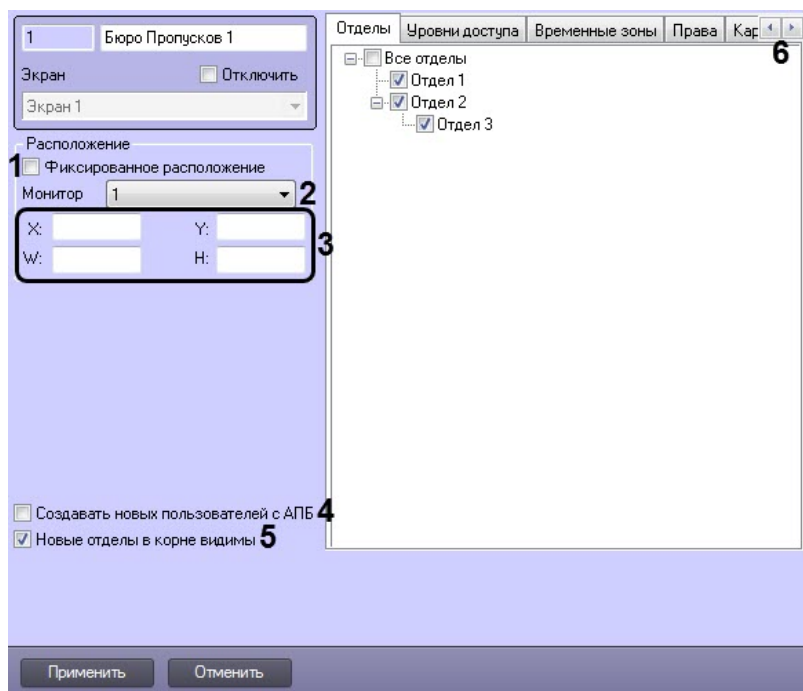 1 Бюро Пропусков 1
Экран Отключить
Экран 1
Расположение
1 Фиксированное расположение
Монитор 1 2
X: Y:
W: H:
3
Создавать новых пользователей с АПБ 4
Новые отделы в корне видимы 5
Отделы Уровни доступа Временные зоны Права Кар
6
Все отделы
Отдел 1
Отдел 2
Отдел 3
Применить Отменить